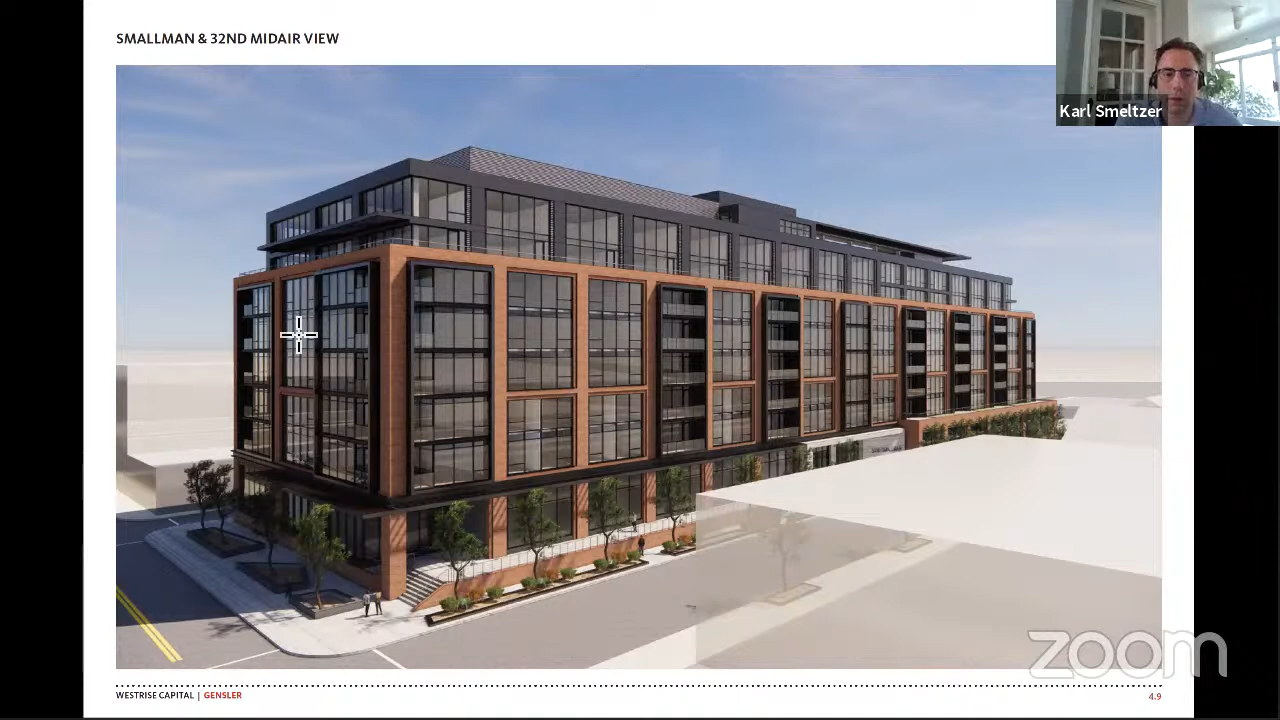 SMALLMAN & 32ND MIDAIR VIEW
Karl Smeltzer
zoom
WESTRISE CAPITAL | GENSLER
4.9